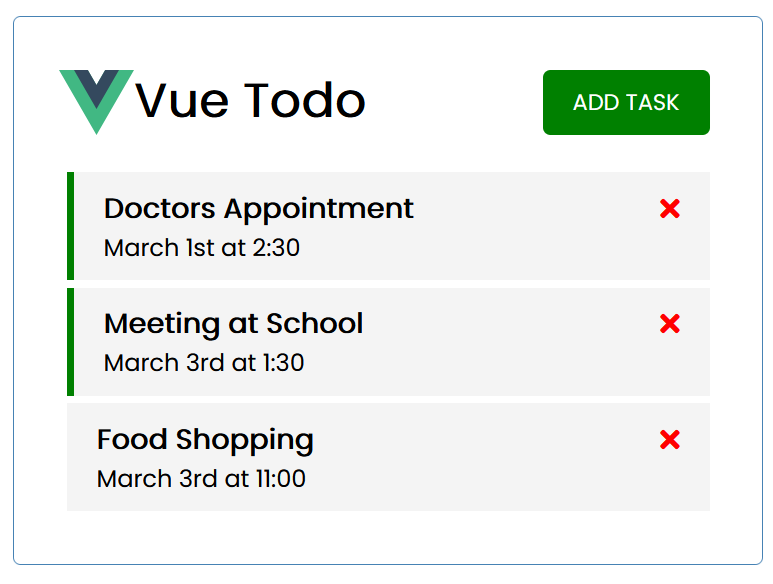 Vue Todo
ADD TASK
Doctors Appointment
March 1st at 2:30
Meeting at School
March 3rd at 1:30
Food Shopping
March 3rd at 11:00